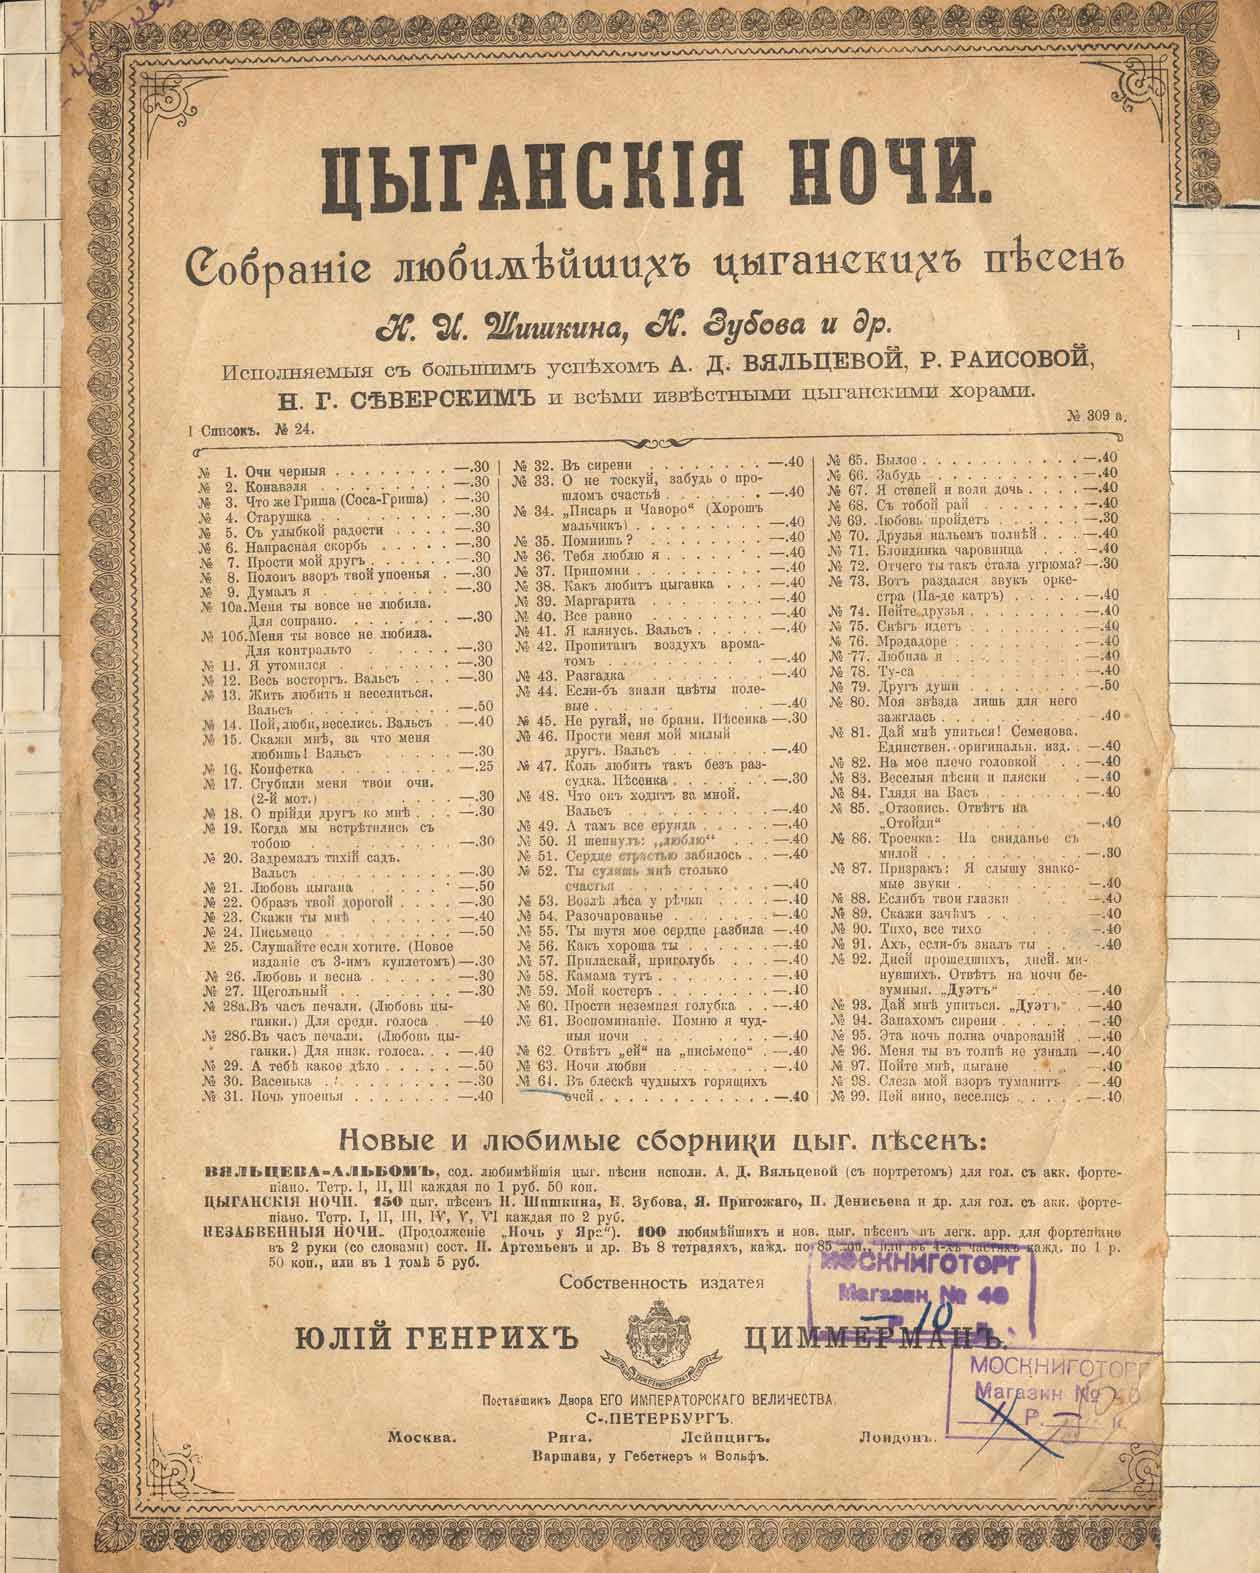 ЦЫГАНСКІЯ НОЧИ.
Собраніе любимѣйшихъ цыганскихъ пѣсенъ
Н. И. Шишкина, Н. Зубова и др.
Исполняемыя съ большимъ успѣхомъ А. Д. ВЯЛЬЦЕВОЙ, Р. РАИСОВОЙ,
Н. Г. СѢВЕРСКИМЪ и всѣми извѣстными цыганскими хорами.
№ 309 а.
I Списокъ. № 24.
№ 1. Очи черныя —.30
№ 2. Конавэля —.30
№ 3. Что же Гриша (Соса-Гриша) —.30
№ 4. Старушка —.30
№ 5. Съ улыбкой радости —.30
№ 6. Напрасная скорбь —.30
№ 7. Прости мой другъ —.30
№ 8. Полонъ взоръ твой упоенья —.30
№ 9. Думалъ я —.30
№ 10а. Меня ты вовсе не любила.
Для сопрано. —.30
№ 10б. Меня ты вовсе не любила.
Для контральто —.30
№ 11. Я утомился —.30
№ 12. Весь восторгъ. Вальсъ —.30
№ 13. Жить любить и веселиться.
Вальсъ —.50
№ 14. Пой, люби, веселись. Вальсъ —.40
№ 15. Скажи мнѣ, за что меня
любишь! Вальсъ —.30
№ 16. Конфетка —.25
№ 17. Сгубили меня твои очи.
(2-й мот.) —.30
№ 18. О прійди другъ ко мнѣ —.30
№ 19. Когда мы встрѣтились съ
тобою —.30
№ 20. Задремалъ тихій садъ.
Вальсъ —.30
№ 21. Любовь цыгана —.50
№ 22. Образъ твой дорогой —.30
№ 23. Скажи ты мнѣ —.40
№ 24. Письмецо —.50
№ 25. Слушайте если хотите. (Новое
изданіе съ 3-имъ куплетомъ) —.30
№ 26. Любовь и весна —.30
№ 27. Щегольный —.30
№ 28а. Въ часъ печали. (Любовь цы-
ганки.) Для средн. голоса —40
№ 28б. Въ часъ печали. (Любовь цы-
ганки.) Для низк. голоса. —.40
№ 29. А тебѣ какое дѣло —.50
№ 30. Васенька —.30
№ 31. Ночь упоенья —.40
№ 32. Въ сирени —.40
№ 33. О не тоскуй, забудь о про-
шломъ счастьѣ —.40
№ 34. „Писарь и Чаворо“ (Хорошъ
мальчикъ) —.40
№ 35. Помнишь? —.40
№ 36. Тебя люблю я —.40
№ 37. Припомни —.40
№ 38. Какъ любитъ цыганка —.40
№ 39. Маргарита —.40
№ 40. Все равно —.40
№ 41. Я клянусь. Вальсъ —.40
№ 42. Пропитанъ воздухъ арома-
томъ —.40
№ 43. Разгадка —.40
№ 44. Если-бъ знали цвѣты поле-
вые —.40
№ 45. Не ругай, не брани. Пѣсенка —.30
№ 46. Прости меня мой милый
другъ. Вальсъ —.40
№ 47. Коль любить такъ безъ раз-
судка. Пѣсенка —.30
№ 48. Что онъ ходитъ за мной.
Вальсъ —.40
№ 49. А тамъ все ерунда —.40
№ 50. Я шепнулъ: „люблю“ —.40
№ 51. Сердце страстью забилось —.40
№ 52. Ты сулишь мнѣ столько
счастья —.40
№ 53. Возлѣ лѣса у рѣчки —.40
№ 54. Разочарованье —.40
№ 55. Ты шутя мое сердце разбила —.40
№ 56. Какъ хороша ты —.40
№ 57. Приласкай, приголубь —.40
№ 58. Камама тутъ —.40
№ 59. Мой костеръ —.40
№ 60. Прости неземная голубка —.40
№ 61. Воспоминаніе. Помню я чуд-
ныя ночи —.40
№ 62. Отвѣтъ „ей“ на „письмецо“ —.40
№ 63. Ночи любви —.40
№ 64. Въ блескѣ чудныхъ горящихъ
очей —.40
№ 65. Былое —.40
№ 66. Забудь —.40
№ 67. Я степей и воли дочь —.40
№ 68. Съ тобой рай —.40
№ 69. Любовь пройдетъ —.30
№ 70. Друзья нальемъ полнѣй —.40
№ 71. Блондинка чаровница —.40
№ 72. Отчего ты такъ стала угрюма? —.30
№ 73. Вотъ раздался звукъ орке-
стра (Па-де катръ) —.40
№ 74. Пейте друзья —.40
№ 75. Снѣгъ идетъ —.40
№ 76. Мрэдадоре —.40
№ 77. Любила я —.40
№ 78. Ту-са —.40
№ 79. Другъ души —.50
№ 80. Моя звѣзда лишь для него
зажглась —.40
№ 81. Дай мнѣ упиться! Семенова.
Единствен. оригинальн. изд. —.40
№ 82. На мое плечо головкой —.40
№ 83. Веселыя пѣсни и пляски —.40
№ 84. Глядя на Васъ —.40
№ 85. „Отзовись. Отвѣтъ на
„Отойди“ —.40
№ 86. Троечка: На свиданье съ
милой —.30
№ 87. Призракъ: Я слышу знако-
мые звуки —.40
№ 88. Еслибъ твои глазки —.40
№ 89. Скажи зачѣмъ —.40
№ 90. Тихо, все тихо —.40
№ 91. Ахъ, если-бъ зналъ ты —.40
№ 92. Дней прошедшихъ, дней ми-
нувшихъ. Отвѣтъ на ночи бе-
зумныя. „Дуэтъ“ —.40
№ 93. Дай мнѣ упиться. „Дуэтъ“ —.40
№ 94. Запахомъ сирени —.40
№ 95. Эта ночь полна очарованій —.40
№ 96. Меня ты въ толпѣ не узнала —.40
№ 97. Пойте мнѣ, цыгане —.40
№ 98. Слеза мой взоръ туманитъ —.40
№ 99. Пей вино, веселись —.40
Новые и любимые сборники цыг. пѣсенъ:
ВЯЛЬЦЕВА-АЛЬБОМЪ, сод. любимѣйшія цыг. пѣсни исполн. А. Д. Вяльцевой (съ портретомъ) для гол. съ акк. форте-
піано. Тетр. I, II, III каждая по 1 руб. 50 коп.
ЦЫГАНСКІЯ НОЧИ. 150 цыг. пѣсенъ Н. Шишкина, Н. Зубова, Я. Пригожаго, П. Денисьева и др. для гол. съ акк. форте-
піано. Тетр. I, II, III, IV, V, VI каждая по 2 руб.
НЕЗАБВЕННЫЯ НОЧИ. (Продолженіе „Ночь у Яра“). 100 любимѣйшихъ и нов. цыг. пѣсенъ въ легк. арр. для фортепіано
въ 2 руки (со словами) сост. Н. Артемьевъ и др. Въ 8 тетрадяхъ, кажд. по 85 коп., или въ 4-хъ частяхъ кажд. по 1 р.
50 коп., или въ 1 томѣ 5 руб.
Собственность издателя
МОСКНИГОТОРГ
Магазин № 46
— 10
ЮЛІЙ ГЕНРИХЪ ЦИММЕРМАНЪ.
МОСКНИГОТОРГ
Магазин №
Р. — к.
Поставшикъ Двора ЕГО ИМПЕРАТОРСКАГО ВЕЛИЧЕСТВА.
С-.ПЕТЕРБУРГЪ.
Москва. Рига. Лейпцигъ. Лондонъ.
Варшава, у Гебетнеръ и Вольфъ.